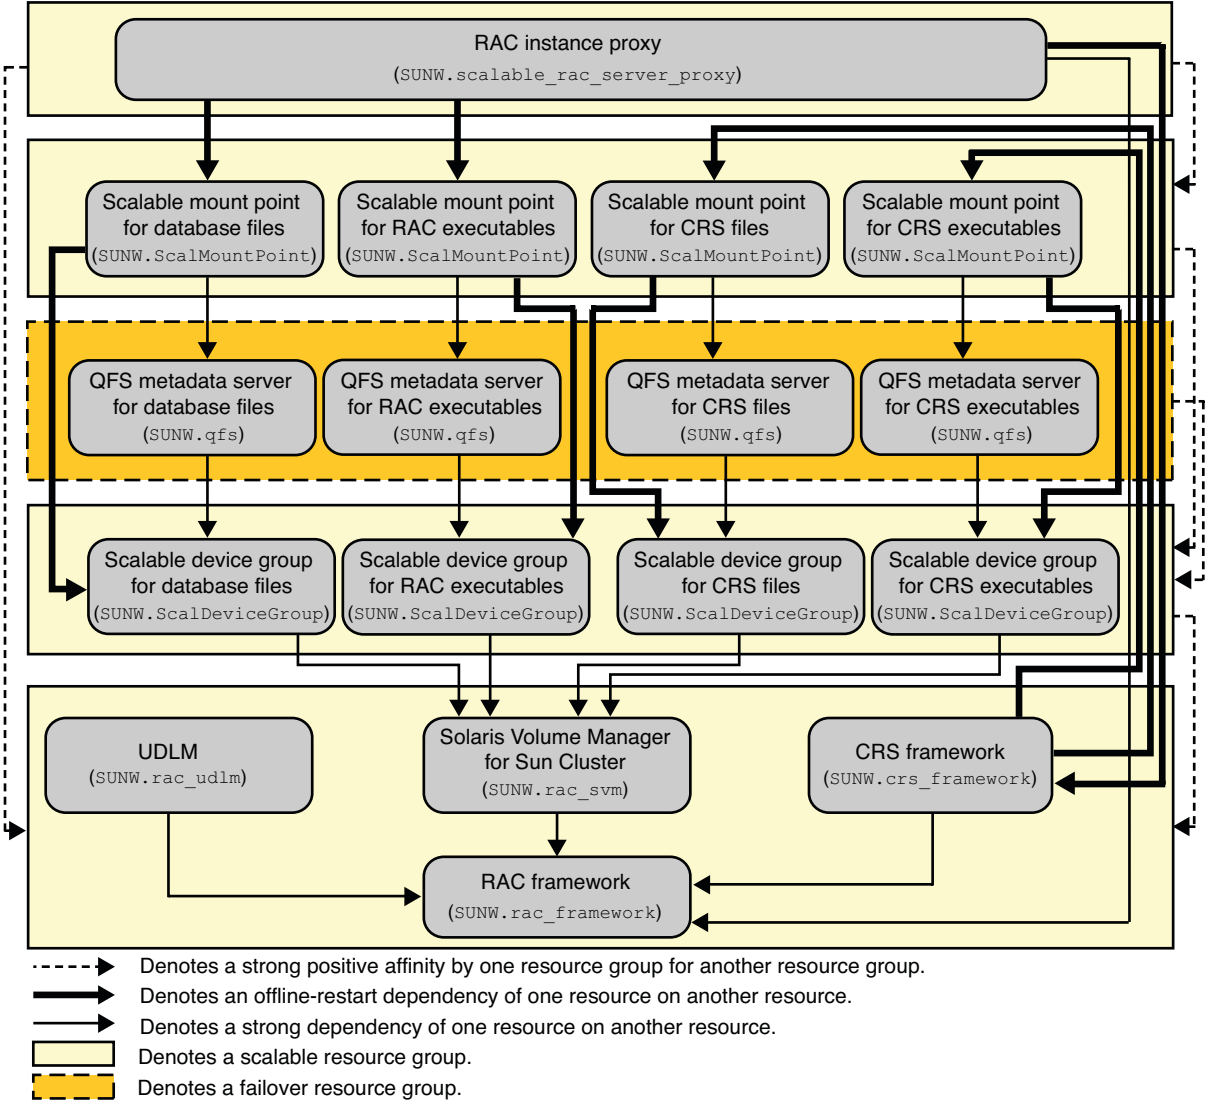 RAC instance proxy
(SUNW.scalable_rac_server_proxy)
Scalable mount point
for database files
(SUNW.ScalMountPoint)
Scalable mount point
for RAC executables
(SUNW.ScalMountPoint)
Scalable mount point
for CRS files
(SUNW.ScalMountPoint)
Scalable mount point
for CRS executables
(SUNW.ScalMountPoint)
QFS metadata server
for database files
(SUNW.qfs)
QFS metadata server
for RAC executables
(SUNW.qfs)
QFS metadata server
for CRS files
(SUNW.qfs)
QFS metadata server
for CRS executables
(SUNW.qfs)
Scalable device group
for database files
(SUNW.ScalDeviceGroup)
Scalable device group
for RAC executables
(SUNW.ScalDeviceGroup)
Scalable device group
for CRS files
(SUNW.ScalDeviceGroup)
Scalable device group
for CRS executables
(SUNW.ScalDeviceGroup)
UDLM
(SUNW.rac_udlm)
Solaris Volume Manager
for Sun Cluster
(SUNW.rac_svm)
CRS framework
(SUNW.crs_framework)
RAC framework
(SUNW.rac_framework)
Denotes a strong positive affinity by one resource group for another resource group.
Denotes an offline-restart dependency of one resource on another resource.
Denotes a strong dependency of one resource on another resource.
Denotes a scalable resource group.
Denotes a failover resource group.